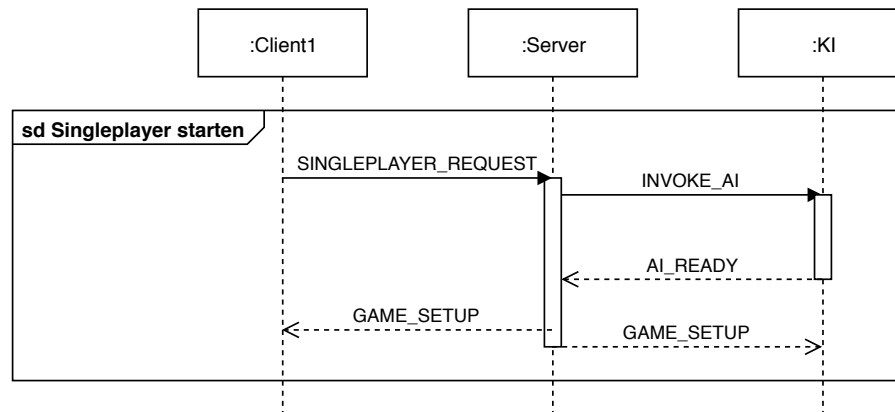 :Client1
:Server
:KI
sd Singleplayer starten
SINGLEPLAYER_REQUEST
INVOKE_AI
AI_READY
GAME_SETUP
GAME_SETUP